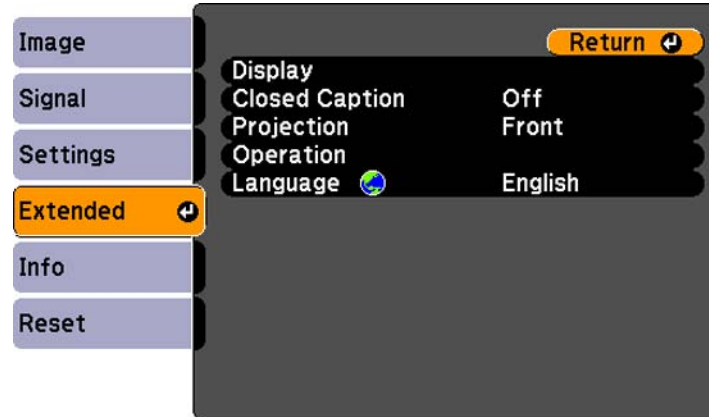 Image
Signal
Settings
Extended
Info
Reset
Return
Display
Closed Caption Off
Projection Front
Operation
Language English